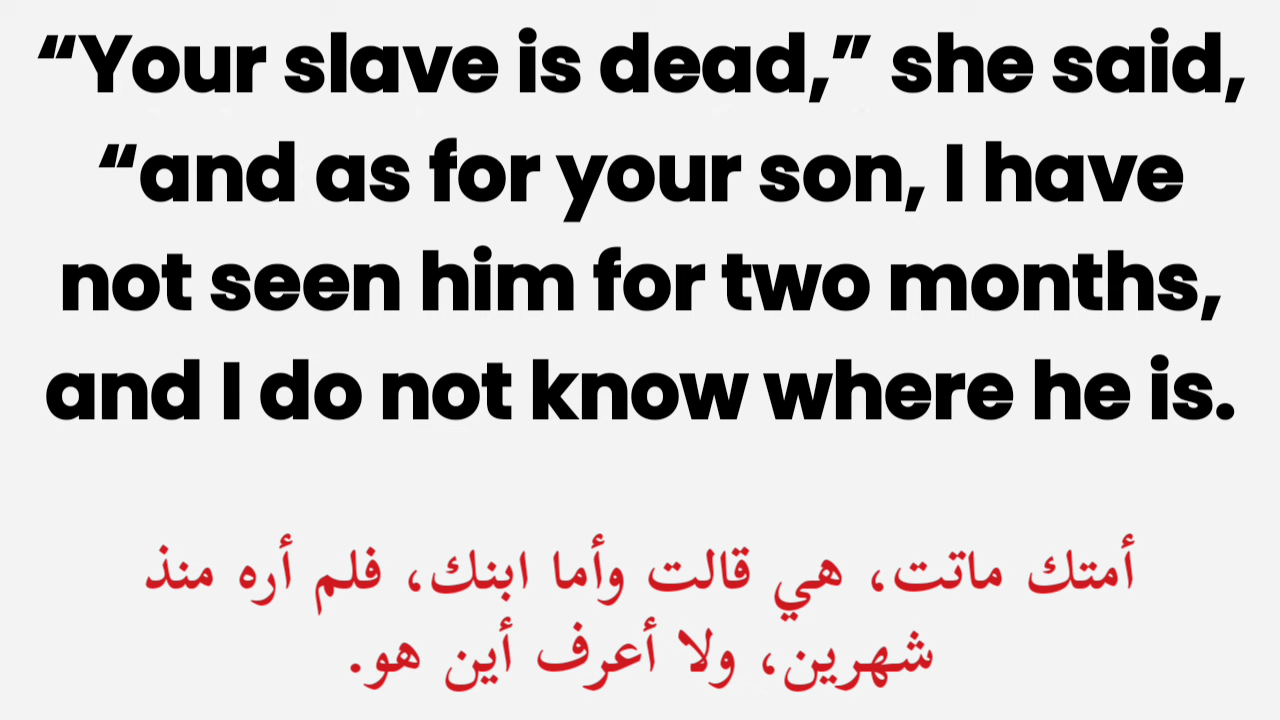 “Your slave is dead,” she said,
“and as for your son, I have
not seen him for two months,
and I do not know where he is.
أمتك ماتت، هي قالت وأما ابنك، فلم أره منذ
شهرين، ولا أعرف أين هو.